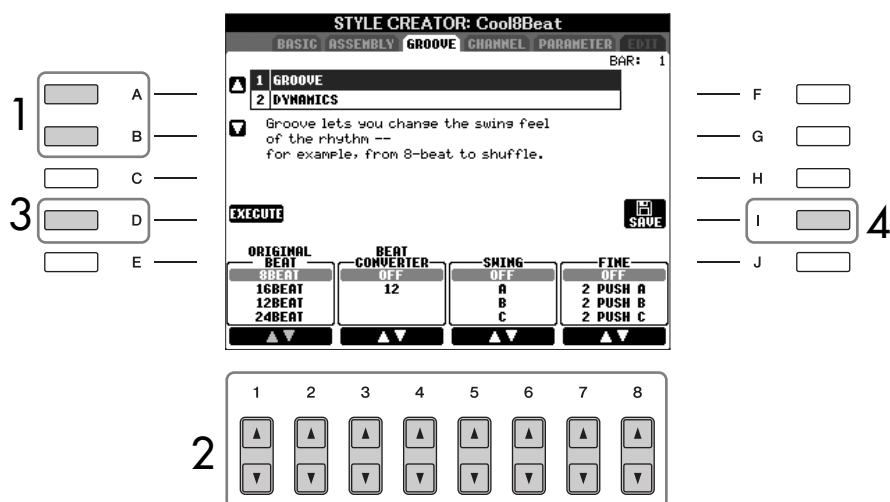 STYLE CREATOR: Cool8Beat
BASIC ASSEMBLY GROOVE CHANNEL PARAMETER EDIT
BAR: 1
1 GROOVE
2 DYNAMICS
Groove lets you change the swing feel
of the rhythm --
for example, from 8-beat to shuffle.
EXECUTE
SAVE
ORIGINAL BEAT
8BEAT
16BEAT
12BEAT
24BEAT
BEAT CONVERTER
OFF
12
SWING
OFF
A
B
C
FINE
OFF
2 PUSH A
2 PUSH B
2 PUSH C
1
A
B
C
3
D
E
F
G
H
I
4
J
1 2 3 4 5 6 7 8
2